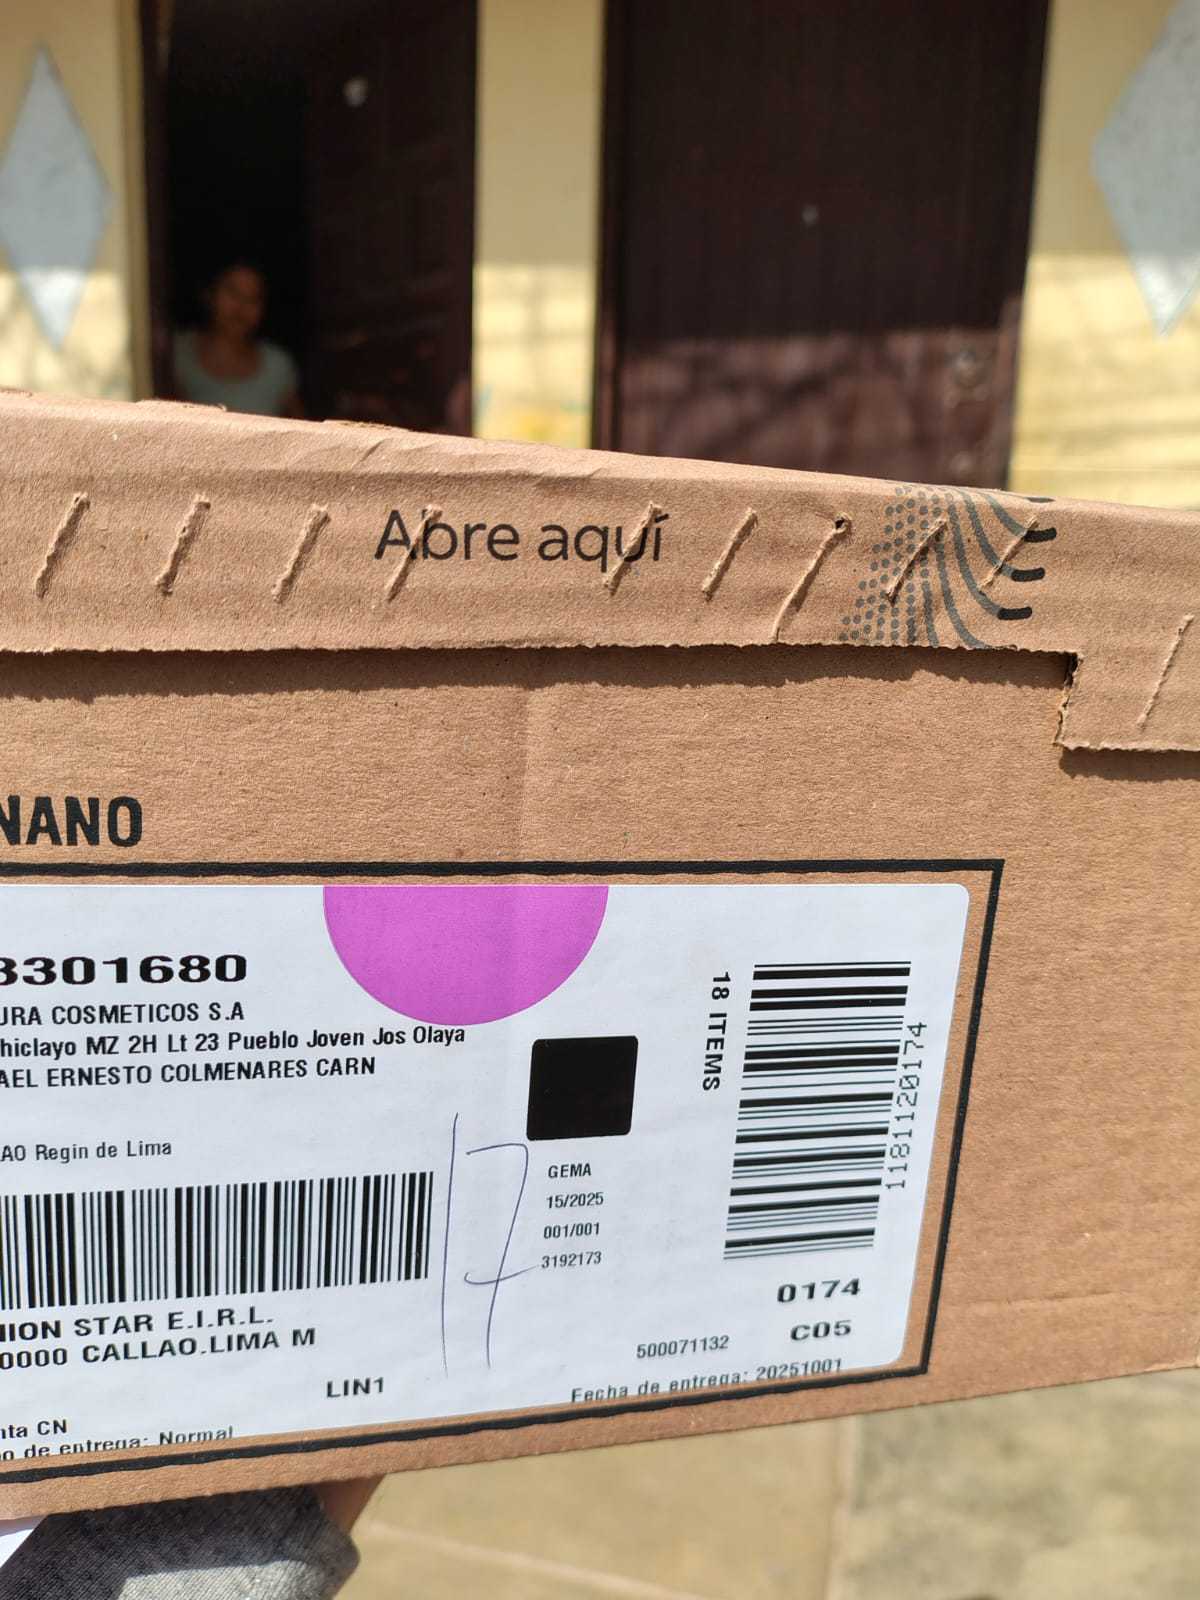 Abre aquí
NANO
3301680
URA COSMETICOS S.A
hiclayo MZ 2H Lt 23 Pueblo Joven Jos Olaya
AEL ERNESTO COLMENARES CARN
AO Regin de Lima
NION STAR E.I.R.L.
0000 CALLAO.LIMA M
LIN1
nta CN
o de entrega: Normal
17
GEMA
15/2025
001/001
3192173
18 ITEMS
1181120174
0174
C05
500071132
Fecha de entrega: 20251001